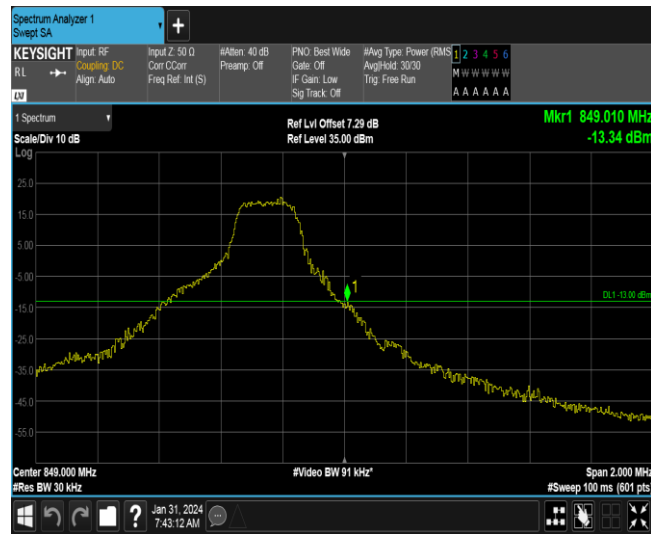 Spectrum Analyzer 1
Swept SA
+
KEYSIGHT
RL
LXI
Input: RF
Coupling: DC
Align: Auto
Input Z: 50 Ω
Corr CCorr
Freq Ref: Int (S)
#Atten: 40 dB
Preamp: Off
PNO: Best Wide
Gate: Off
IF Gain: Low
Sig Track: Off
#Avg Type: Power (RMS
Avg|Hold: 30/30
Trig: Free Run
1 2 3 4 5 6
M W W W W W
A A A A A A
1 Spectrum
Scale/Div 10 dB
Log
Ref Lvl Offset 7.29 dB
Ref Level 35.00 dBm
Mkr1 849.010 MHz
-13.34 dBm
25.0
15.0
5.00
-5.00
-15.0
-25.0
-35.0
-45.0
-55.0
1
DL1 -13.00 dBm
Center 849.000 MHz
#Res BW 30 kHz
#Video BW 91 kHz*
Span 2.000 MHz
#Sweep 100 ms (601 pts)
?
Jan 31, 2024
7:43:12 AM